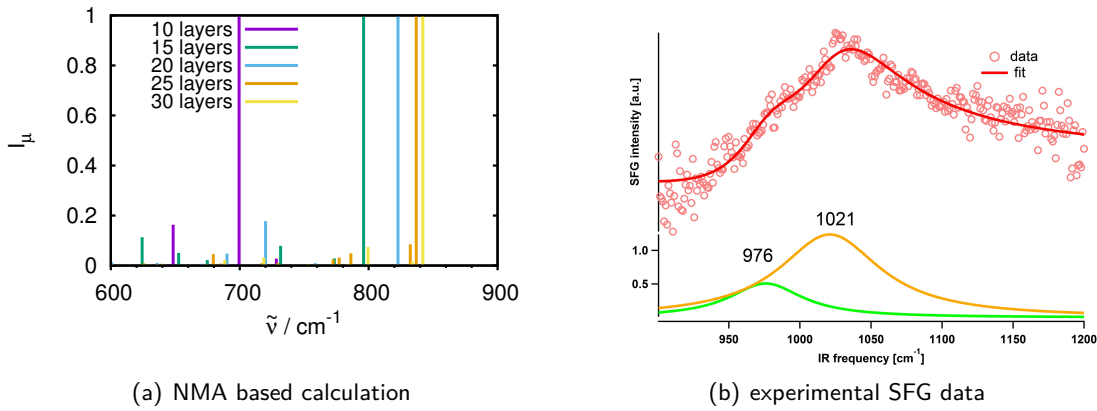 1
0.8
0.6
0.4
0.2
0
I_μ
10 layers
15 layers
20 layers
25 layers
30 layers
600
700
800
900
ṽ / cm⁻¹
(a) NMA based calculation
SFG intensity [a.u.]
data
fit
1021
976
1.0
0.5
950
1000
1050
1100
1150
1200
IR frequency [cm⁻¹]
(b) experimental SFG data